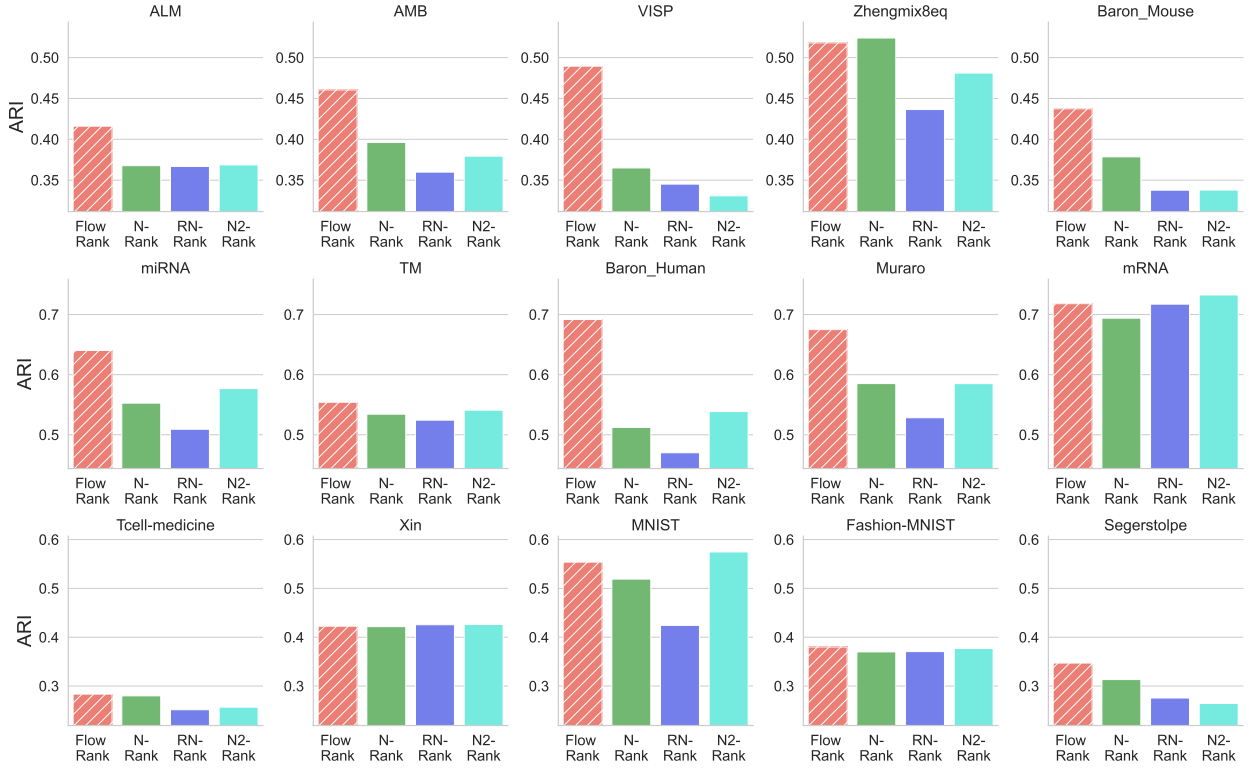 ALM AMB VISP Zhengmix8eq Baron_Mouse
ARI
0.50 0.50 0.50 0.50 0.50
0.45 0.45 0.45 0.45 0.45
0.40 0.40 0.40 0.40 0.40
0.35 0.35 0.35 0.35 0.35
Flow N- RN- N2- Flow N- RN- N2- Flow N- RN- N2- Flow N- RN- N2- Flow N- RN- N2-
Rank Rank Rank Rank Rank Rank Rank Rank Rank Rank Rank Rank Rank Rank Rank Rank Rank Rank Rank Rank
miRNA TM Baron_Human Muraro mRNA
ARI
0.7 0.7 0.7 0.7 0.7
0.6 0.6 0.6 0.6 0.6
0.5 0.5 0.5 0.5 0.5
Flow N- RN- N2- Flow N- RN- N2- Flow N- RN- N2- Flow N- RN- N2- Flow N- RN- N2-
Rank Rank Rank Rank Rank Rank Rank Rank Rank Rank Rank Rank Rank Rank Rank Rank Rank Rank Rank Rank
Tcell-medicine Xin MNIST Fashion-MNIST Segerstolpe
ARI
0.6 0.6 0.6 0.6 0.6
0.5 0.5 0.5 0.5 0.5
0.4 0.4 0.4 0.4 0.4
0.3 0.3 0.3 0.3 0.3
Flow N- RN- N2- Flow N- RN- N2- Flow N- RN- N2- Flow N- RN- N2- Flow N- RN- N2-
Rank Rank Rank Rank Rank Rank Rank Rank Rank Rank Rank Rank Rank Rank Rank Rank Rank Rank Rank Rank